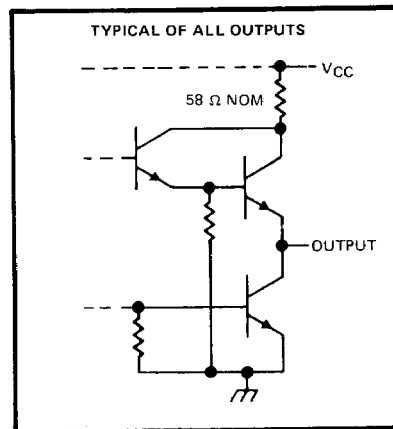 TYPICAL OF ALL OUTPUTS
VCC
58 Ω NOM
OUTPUT